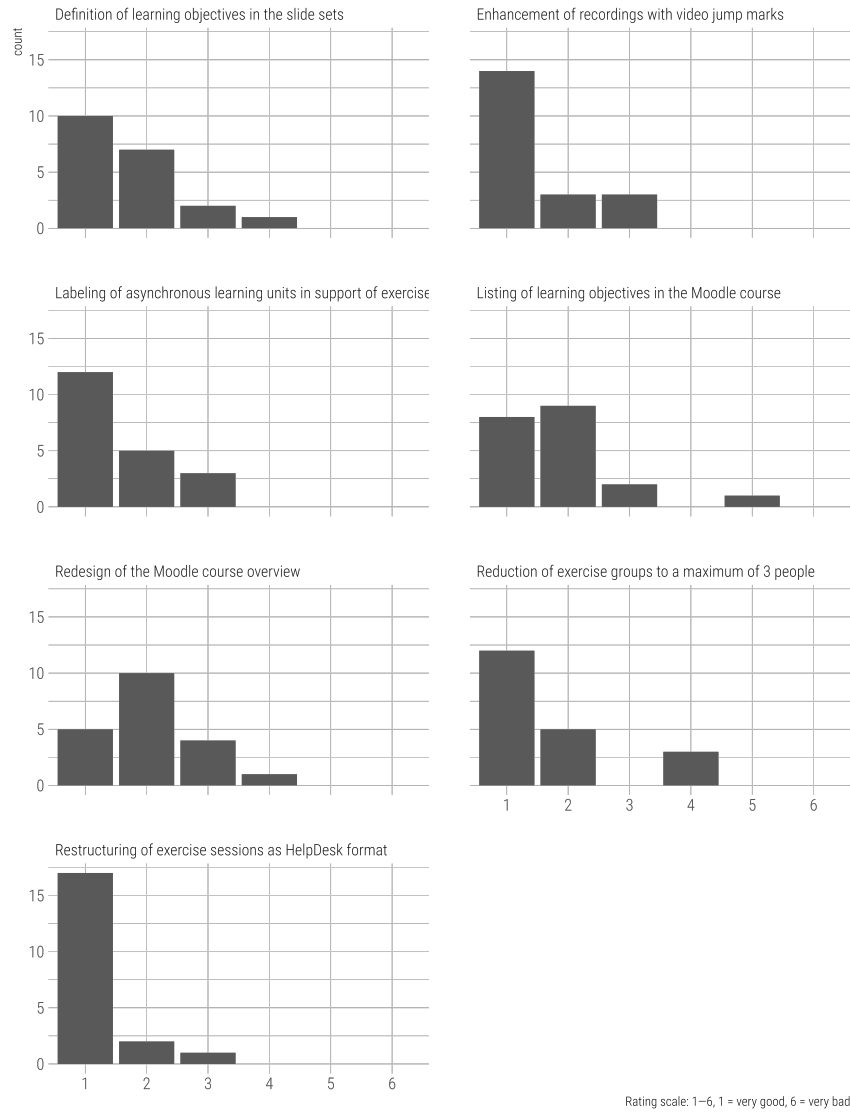 Definition of learning objectives in the slide sets
count
15
10
5
0
Enhancement of recordings with video jump marks
Labeling of asynchronous learning units in support of exercise
15
10
5
0
Listing of learning objectives in the Moodle course
Redesign of the Moodle course overview
15
10
5
0
Reduction of exercise groups to a maximum of 3 people
1 2 3 4 5 6
Restructuring of exercise sessions as HelpDesk format
15
10
5
0
1 2 3 4 5 6
Rating scale: 1–6, 1 = very good, 6 = very bad